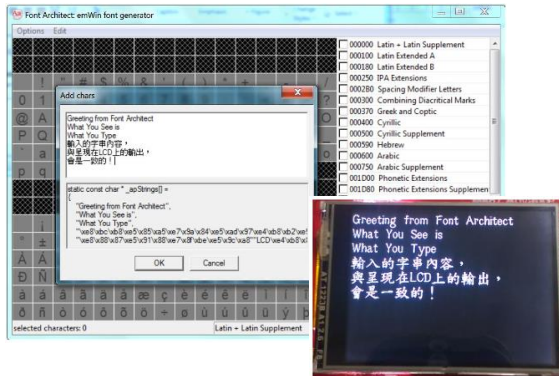 Font Architect: emWin font generator
Options Edit
Add chars
Greeting from Font Architect
What You See is
What You Type
輸入的字串內容，
與呈現在LCD上的輸出，
會是一致的！
static const char * _apStrings[] =
{
"Greeting from Font Architect",
"What You See is",
"What You Type"
OK Cancel
selected characters: 0 Latin + Latin Supplement
000000 Latin + Latin Supplement
000100 Latin Extended A
000180 Latin Extended B
000250 IPA Extensions
0002B0 Spacing Modifier Letters
000300 Combining Diacritical Marks
000370 Greek and Coptic
000400 Cyrillic
000500 Cyrillic Supplement
000590 Hebrew
000600 Arabic
000750 Arabic Supplement
001D00 Phonetic Extensions
001D80 Phonetic Extensions Supplemen
Greeting from Font Architect
What You See is
What You Type
輸入的字串內容，
與呈現在LCD上的輸出，
會是一致的！